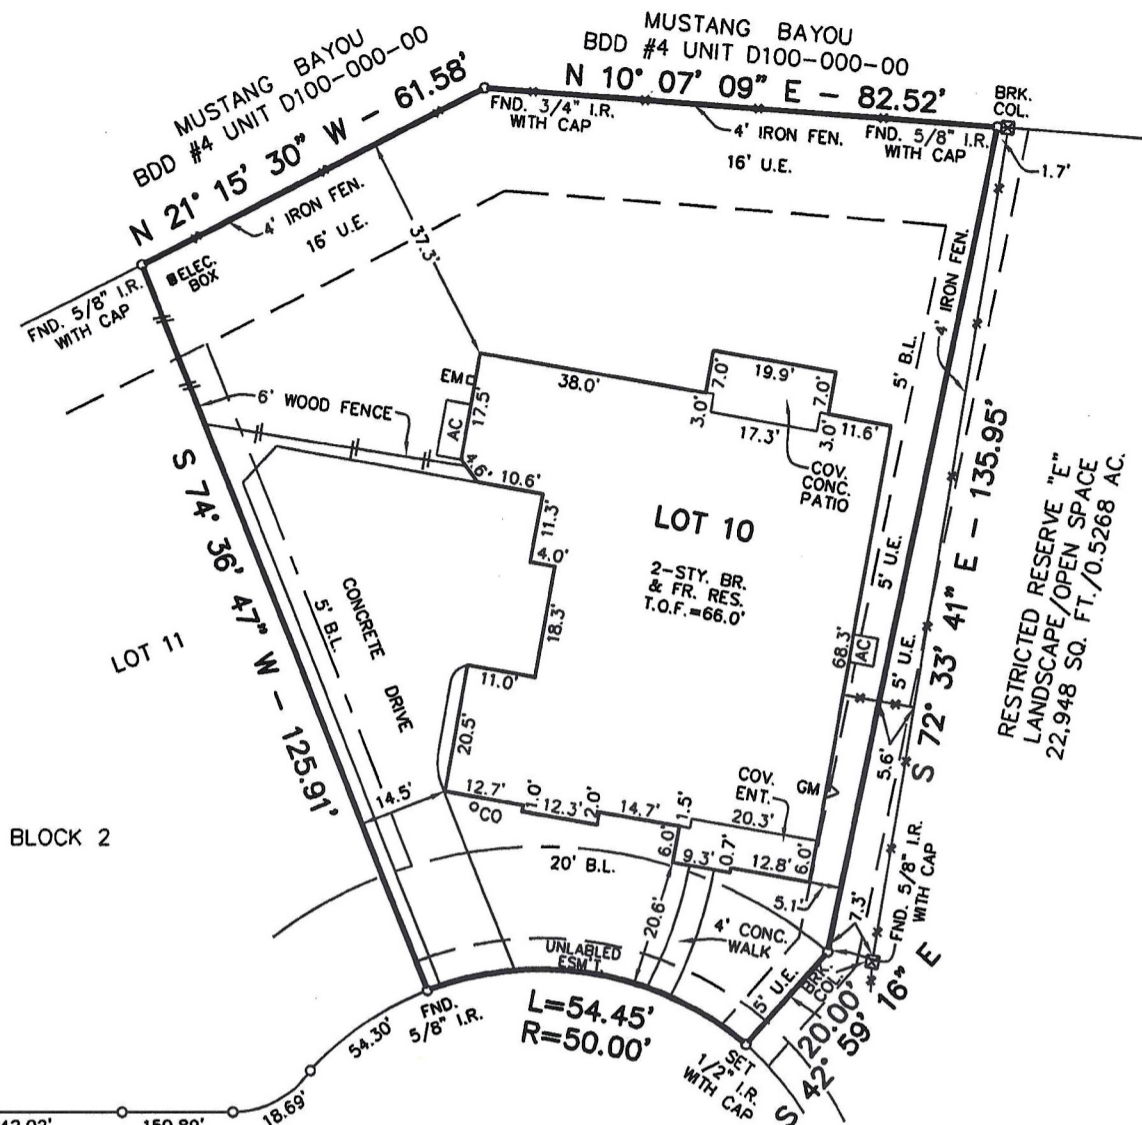 MUSTANG BAYOU
BDD #4 UNIT D100-000-00
N 21° 15' 30" W - 61.58'
MUSTANG BAYOU
BDD #4 UNIT D100-000-00
N 10° 07' 09" E - 82.52'
BRK.
COL.
FND. 3/4" I.R.
WITH CAP
4' IRON FEN.
FND. 5/8" I.R.
WITH CAP
16' U.E.
1.7'
4' IRON FEN.
16' U.E.
ELEC.
BOX
FND. 5/8" I.R.
WITH CAP
37.3'
4' IRON FEN.
5' B.L.
EM
17.5'
AC
38.0'
7.0'
19.9'
7.0'
3.0'
17.3'
3.0'
11.6'
COV.
CONC.
PATIO
6' WOOD FENCE
4.6'
10.6'
11.3'
4.0'
18.3'
11.0'
20.5'
LOT 10
2-STY. BR.
& FR. RES.
T.O.F.=66.0'
S 74° 36' 47" W - 125.91'
5' B.L.
CONCRETE DRIVE
LOT 11
5' U.E.
68.3'
AC
5' U.E.
S 72° 33' 41" E - 135.95'
RESTRICTED RESERVE "E"
LANDSCAPE/OPEN SPACE
22,948 SQ. FT./0.5268 AC.
5.6'
GM
COV.
ENT.
14.5'
12.7'
CO
1.0'
12.3'
2.0'
14.7'
1.5'
20.3'
6.0'
9.3'
0.7'
12.8'
6.0'
5.1'
BLOCK 2
20' B.L.
20.6'
4' CONC.
WALK
7.3'
FND. 5/8" I.R.
WITH CAP
UNLABLED
ESM'T.
5' U.E.
BRK.
COL.
20.00'
S 42° 59' 16" E
FND.
5/8" I.R.
L=54.45'
R=50.00'
SET
1/2" I.R.
WITH CAP
54.30'
18.69'
150.80'